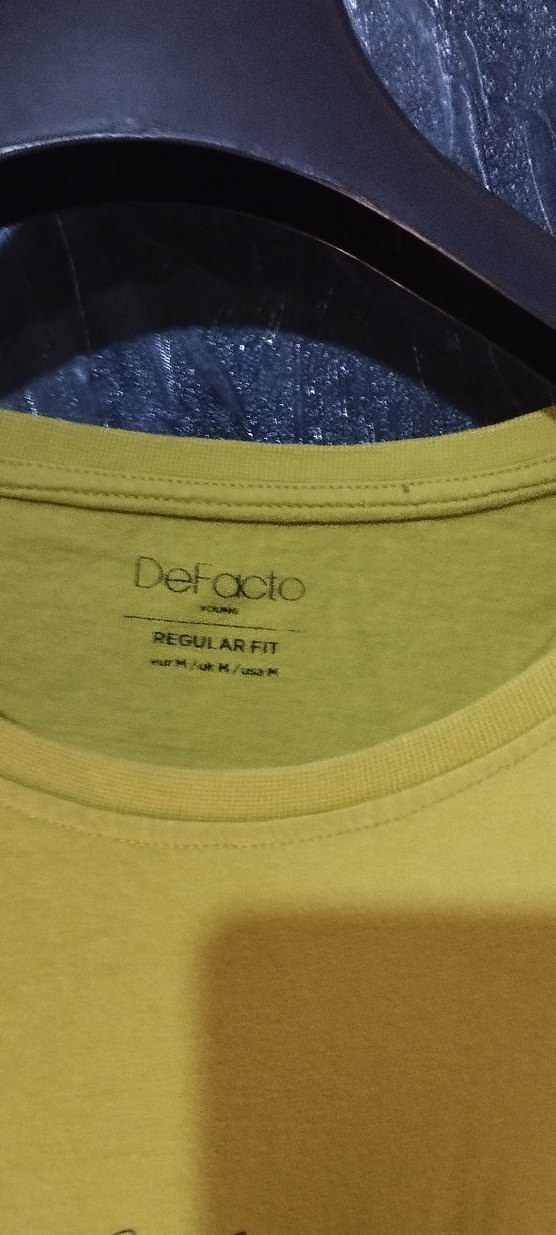 DeFacto
YOUNG
REGULAR FIT
eur M / uk M / usa M